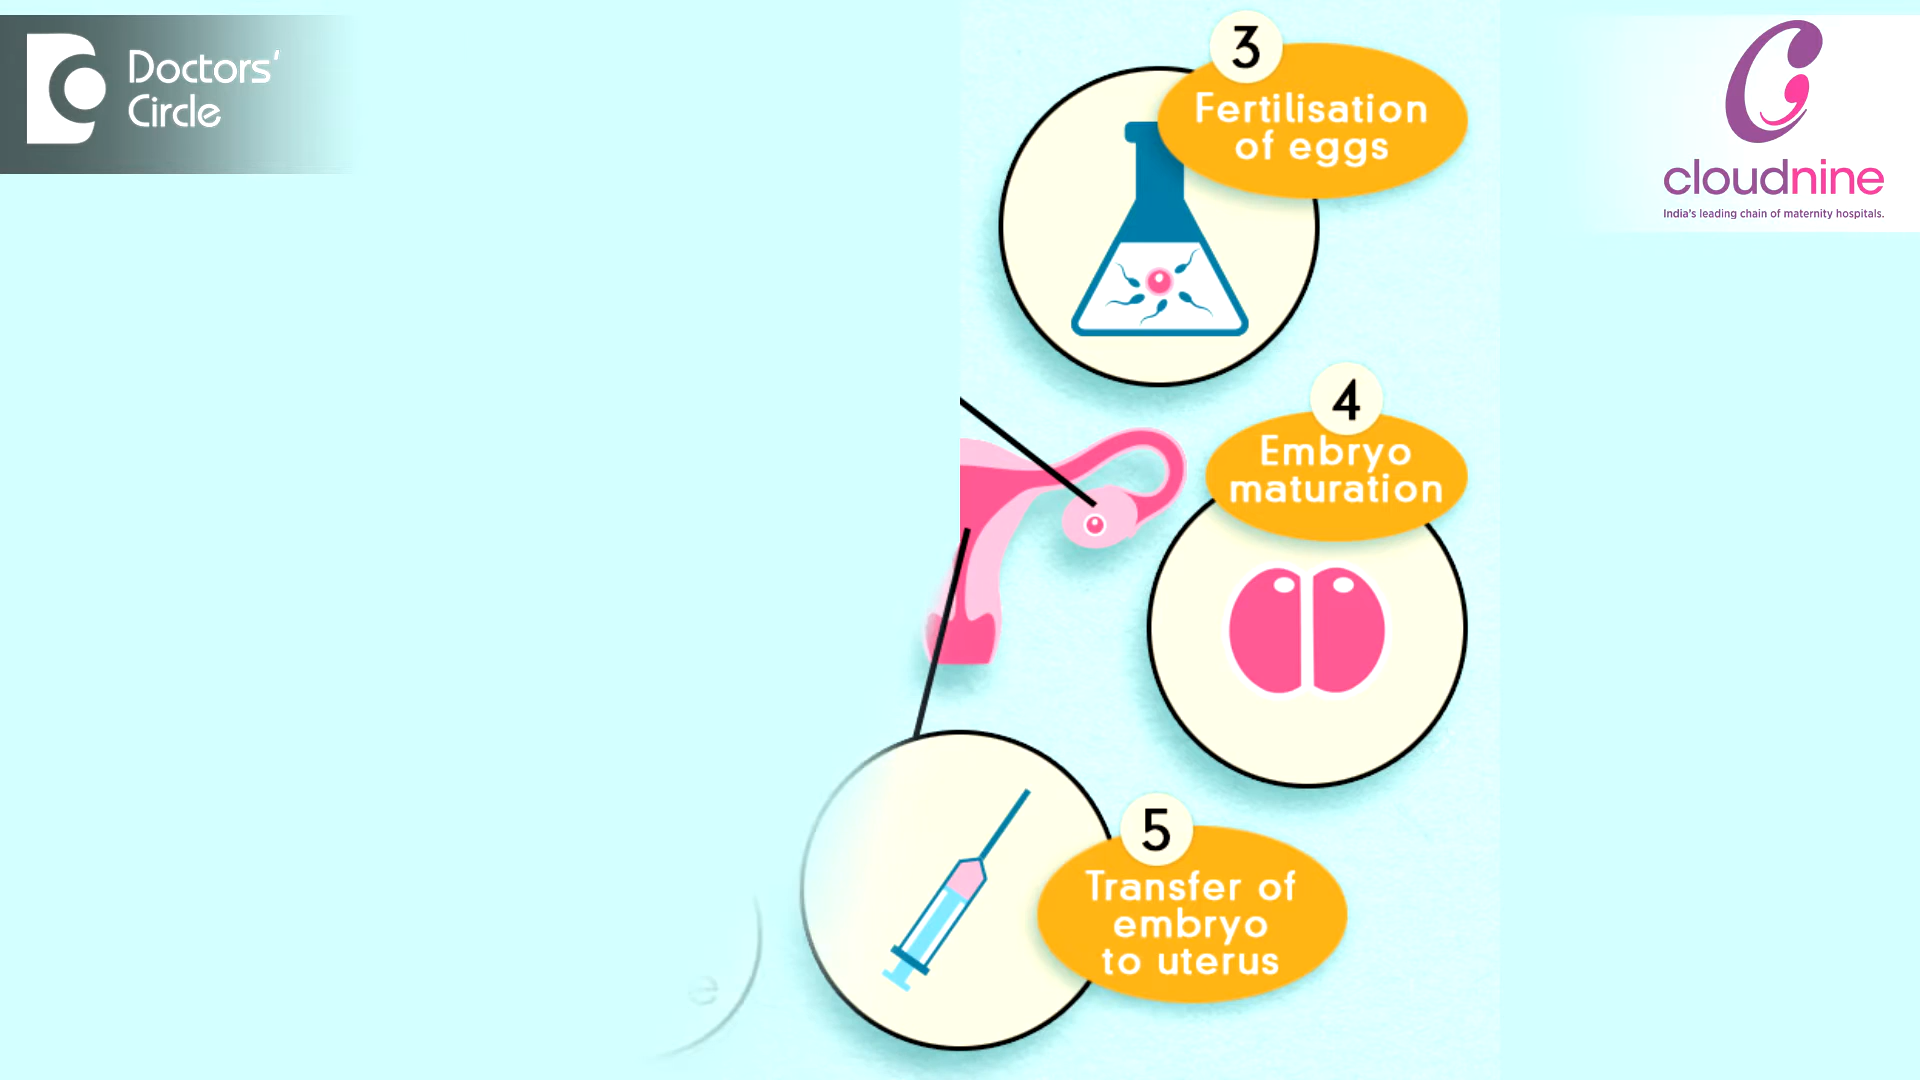 Doctors'
Circle
3
Fertilisation
of eggs
cloudnine
India's leading chain of maternity hospitals.
4
Embryo
maturation
5
Transfer of
embryo
to uterus
e